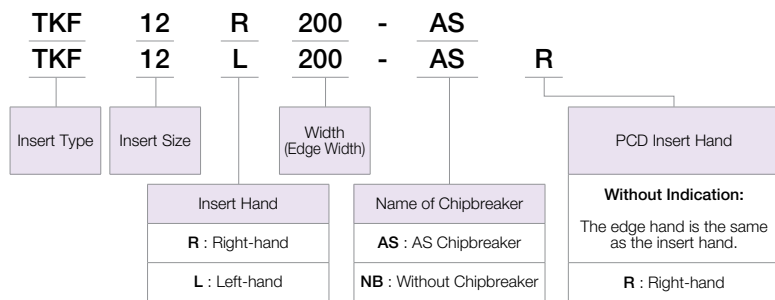 TKF 12 R 200 - AS
TKF 12 L 200 - AS R
Insert Type
Insert Size
Width
(Edge Width)
PCD Insert Hand
Without Indication:
The edge hand is the same
as the insert hand.
R : Right-hand
Insert Hand
R : Right-hand
L : Left-hand
Name of Chipbreaker
AS : AS Chipbreaker
NB : Without Chipbreaker